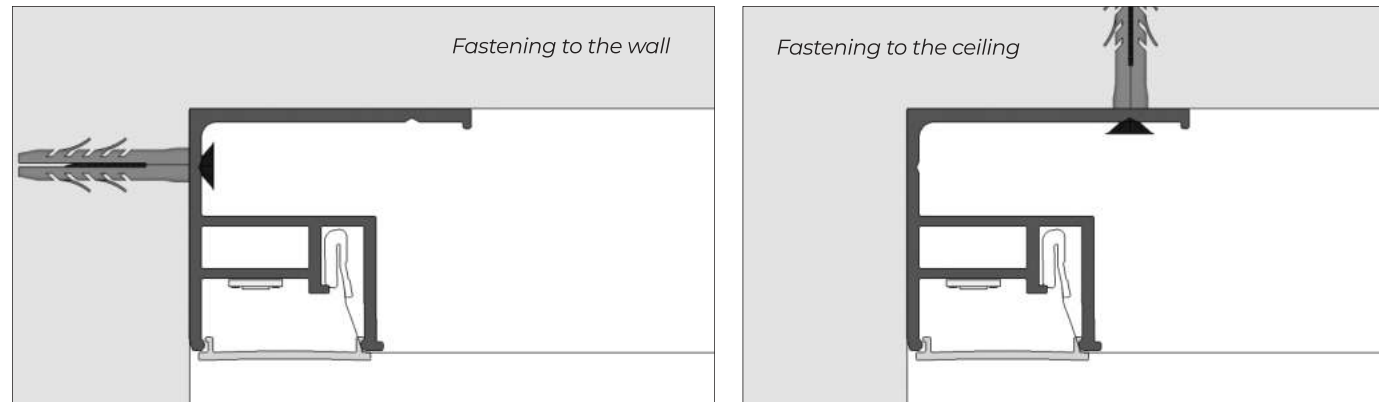 Fastening to the wall
Fastening to the ceiling